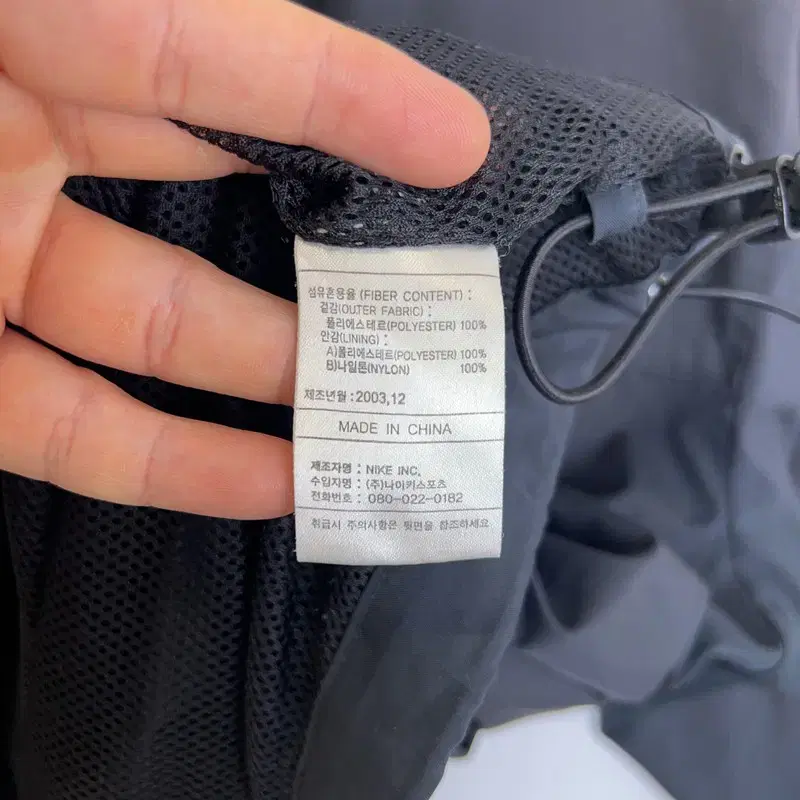 섬유혼용율 (FIBER CONTENT) :
겉감(OUTER FABRIC) :
폴리에스테르(POLYESTER) 100%
안감(LINING) :
A)폴리에스테르(POLYESTER) 100%
B)나일론(NYLON) 100%
제조년월 : 2003,12
MADE IN CHINA
제조자명 : NIKE INC.
수입자명 : (주)나이키스포츠
전화번호 : 080-022-0182
취급시 주의사항은 뒷면을 참조하세요